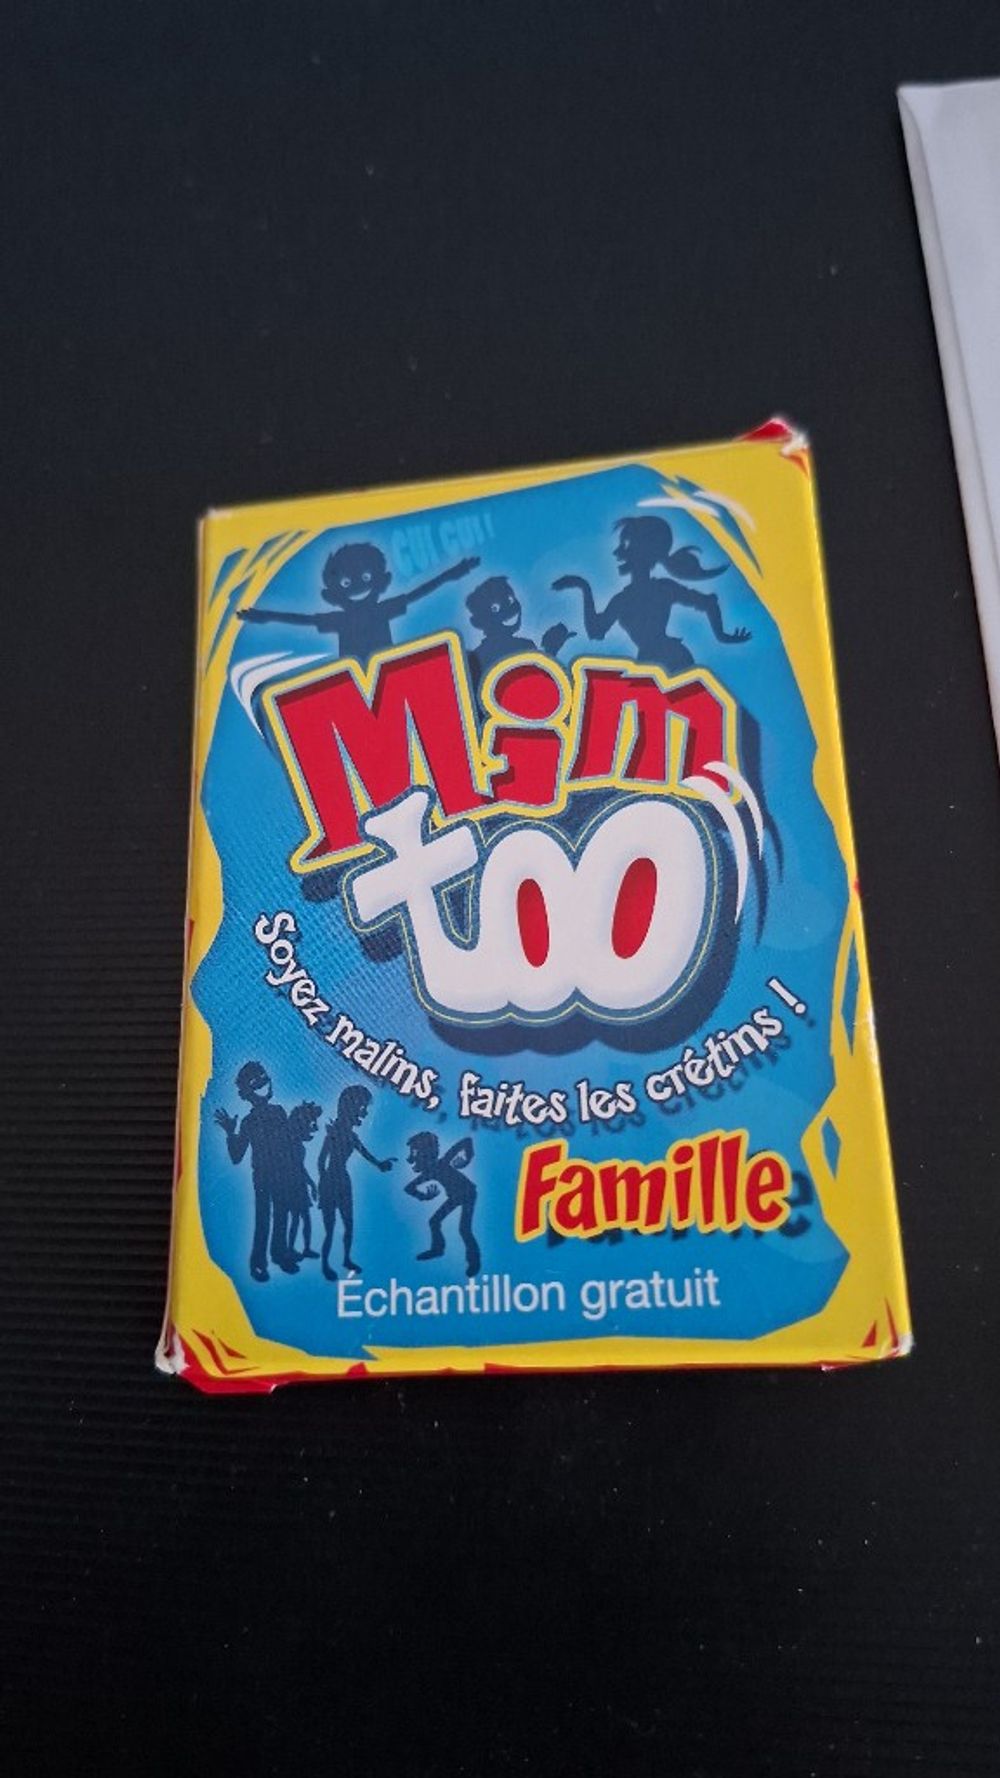 CUI CUI !
Mim
too
Soyez malins, faites les crétins !
Famille
Échantillon gratuit